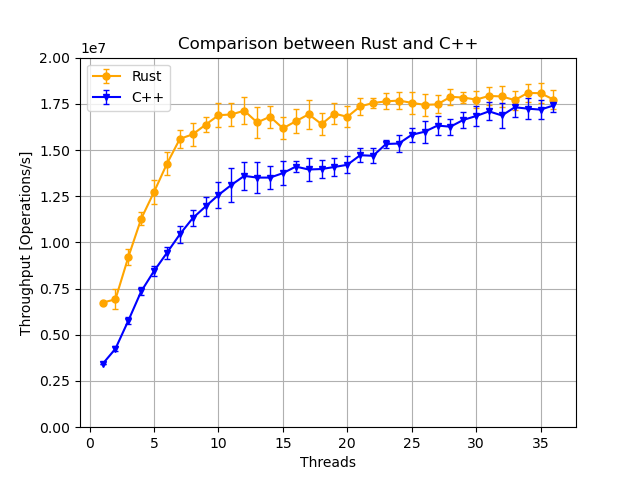 Comparison between Rust and C++
1e7
Rust
C++
2.00
1.75
1.50
1.25
1.00
0.75
0.50
0.25
0.00
Throughput [Operations/s]
0 5 10 15 20 25 30 35
Threads